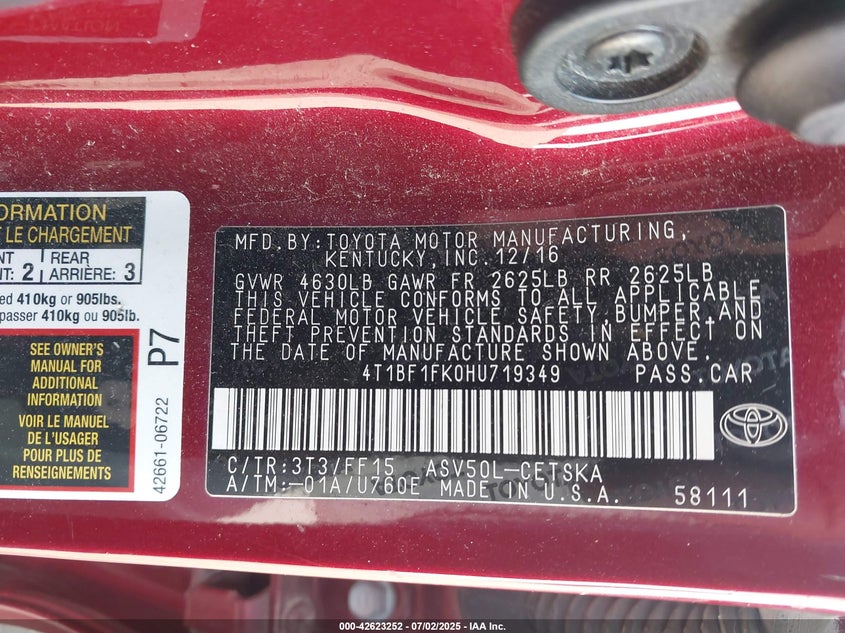 ORMATION
T LE CHARGEMENT
NT REAR
NT: 2 ARRIÈRE: 3
ed 410kg or 905lbs.
passer 410kg ou 905lb.
SEE OWNER'S
MANUAL FOR
ADDITIONAL
INFORMATION
VOIR LE MANUEL
DE L'USAGER
POUR PLUS DE
RENSEIGNEMENTS
P7
42661-06722
MFD.BY:TOYOTA MOTOR MANUFACTURING,
KENTUCKY,INC.12/16
GVWR 4630LB GAWR FR 2625LB RR 2625LB
THIS VEHICLE CONFORMS TO ALL APPLICABLE
FEDERAL MOTOR VEHICLE SAFETY,BUMPER,AND
THEFT PREVENTION STANDARDS IN EFFECT ON
THE DATE OF MANUFACTURE SHOWN ABOVE.
4T1BF1FK0HU719349 PASS.CAR
C/TR:3T3/FF15 ASV50L-CETSKA
A/TM:-01A/U760E MADE IN U.S.A. 58111
TOYOTA
000-42623252 - 07/02/2025 - IAA Inc.